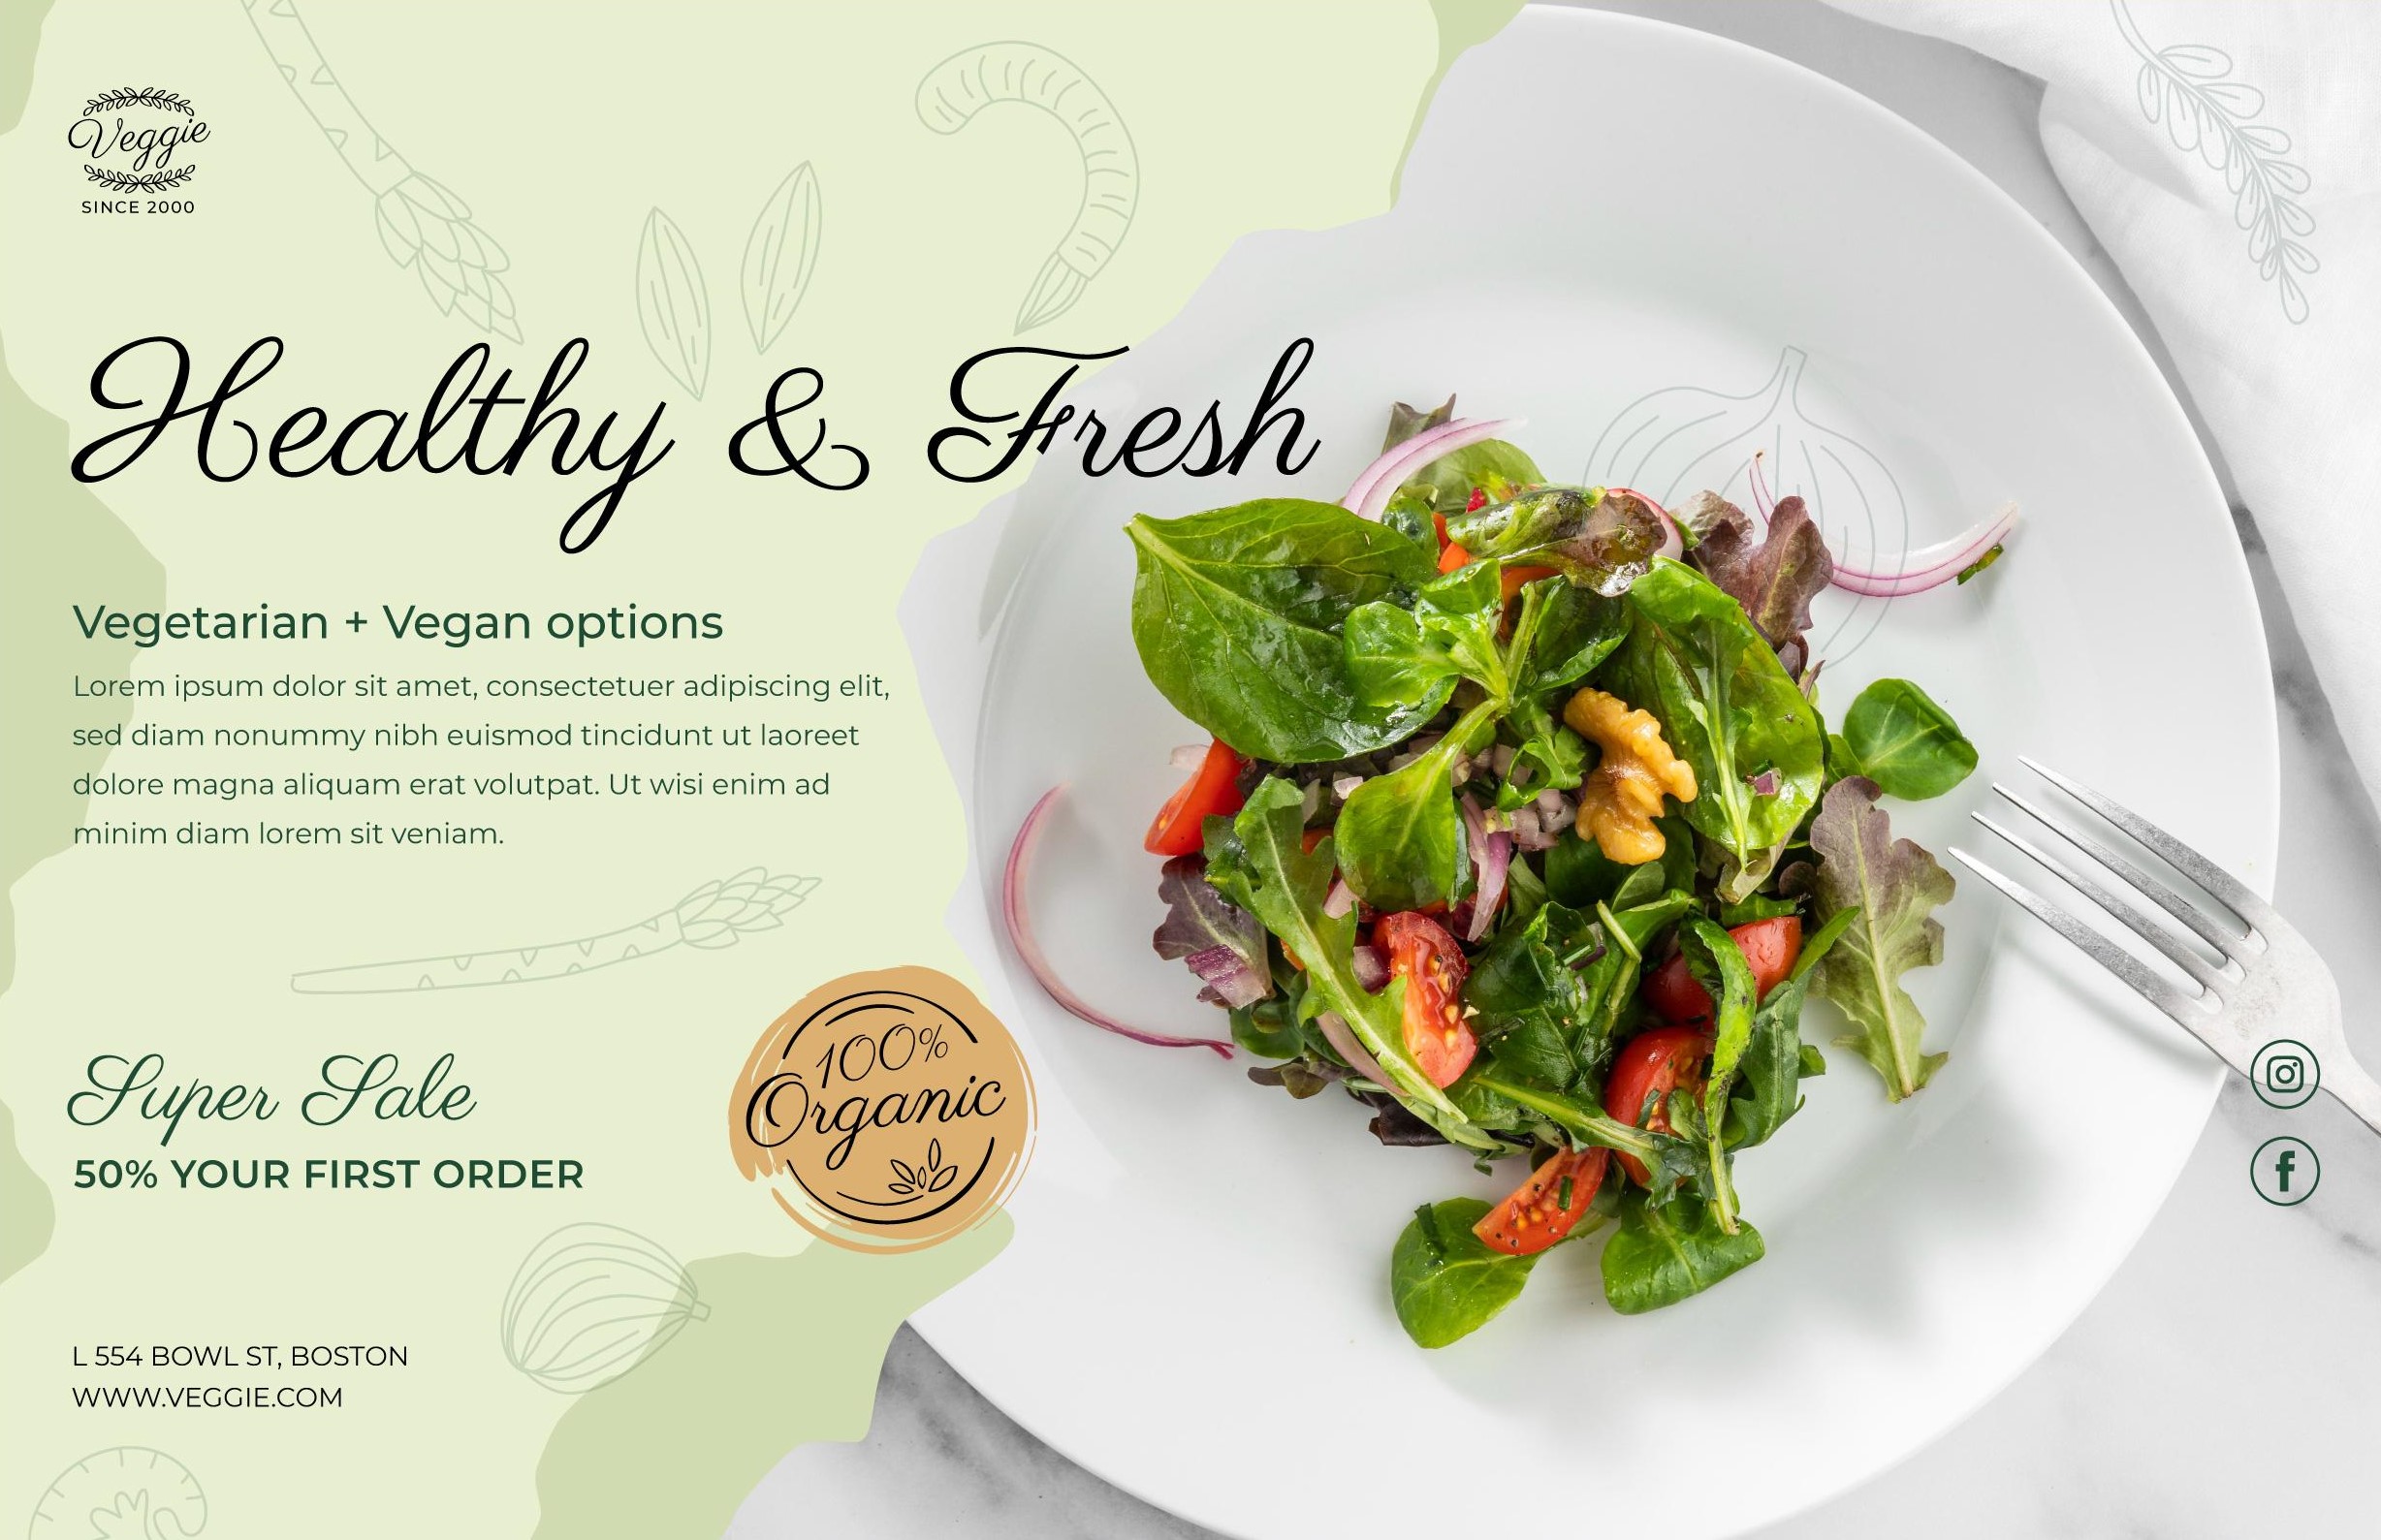 Veggie
SINCE 2000
Healthy & Fresh
Vegetarian + Vegan options
Lorem ipsum dolor sit amet, consectetuer adipiscing elit,
sed diam nonummy nibh euismod tincidunt ut laoreet
dolore magna aliquam erat volutpat. Ut wisi enim ad
minim diam lorem sit veniam.
100%
Organic
Super Sale
50% YOUR FIRST ORDER
L 554 BOWL ST, BOSTON
WWW.VEGGIE.COM